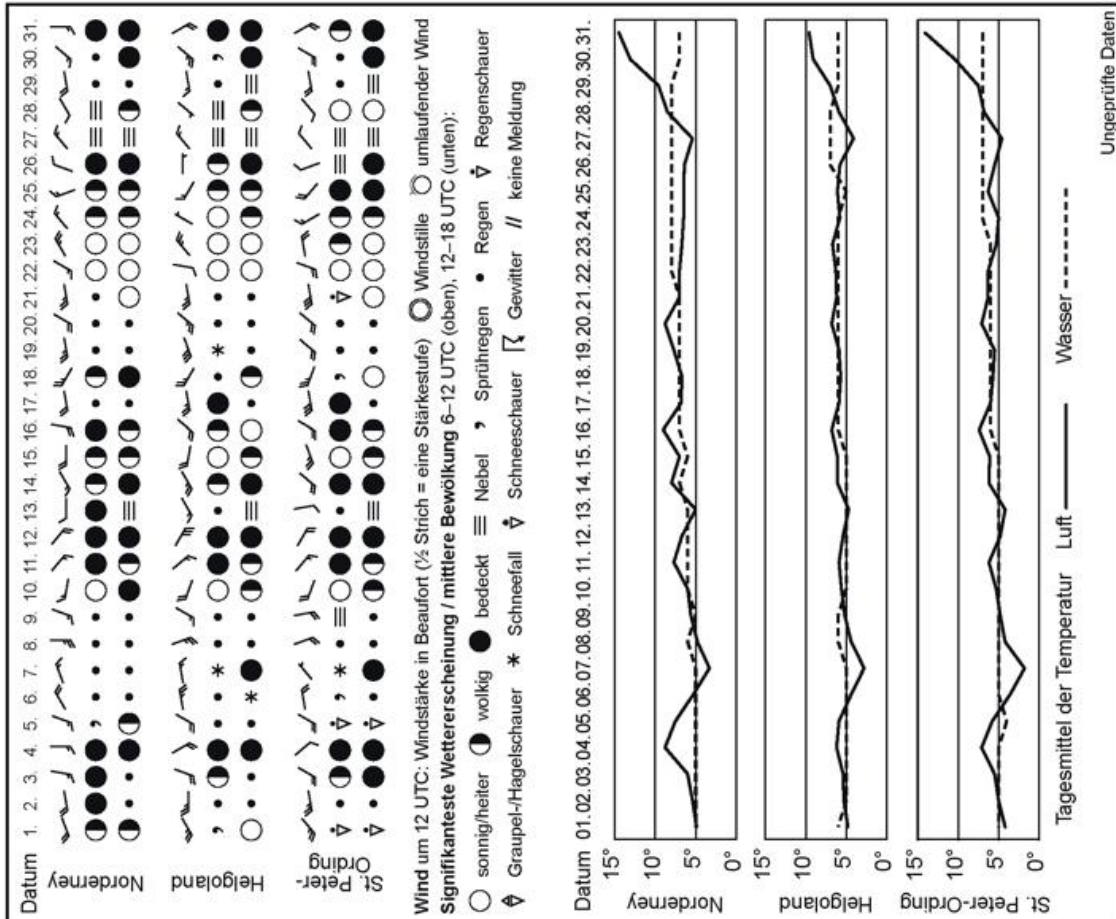 Datum 1. 2. 3. 4. 5. 6. 7. 8. 9. 10. 11. 12. 13. 14. 15. 16. 17. 18. 19. 20. 21. 22. 23. 24. 25. 26. 27. 28. 29. 30. 31.
Norderney
Helgoland
St. Peter-
Ording
Wind um 12 UTC: Windstärke in Beaufort (½ Strich = eine Stärkestufe) Windstille umlaufender Wind
Signifikanteste Wettererscheinung / mittlere Bewölkung 6–12 UTC (oben), 12–18 UTC (unten):
sonnig/heiter wolkig bedeckt Nebel Sprühregen Regen Regenschauer
Graupel-/Hagelschauer Schneefall Schneeschauer Gewitter // keine Meldung
Datum 01. 02. 03. 04. 05. 06. 07. 08. 09. 10. 11. 12. 13. 14. 15. 16. 17. 18. 19. 20. 21. 22. 23. 24. 25. 26. 27. 28. 29. 30. 31.
Norderney
15°
10°
5°
0°
Helgoland
15°
10°
5°
0°
St. Peter-Ording
15°
10°
5°
0°
Tagesmittel der Temperatur Luft Wasser
Ungeprüfte Daten